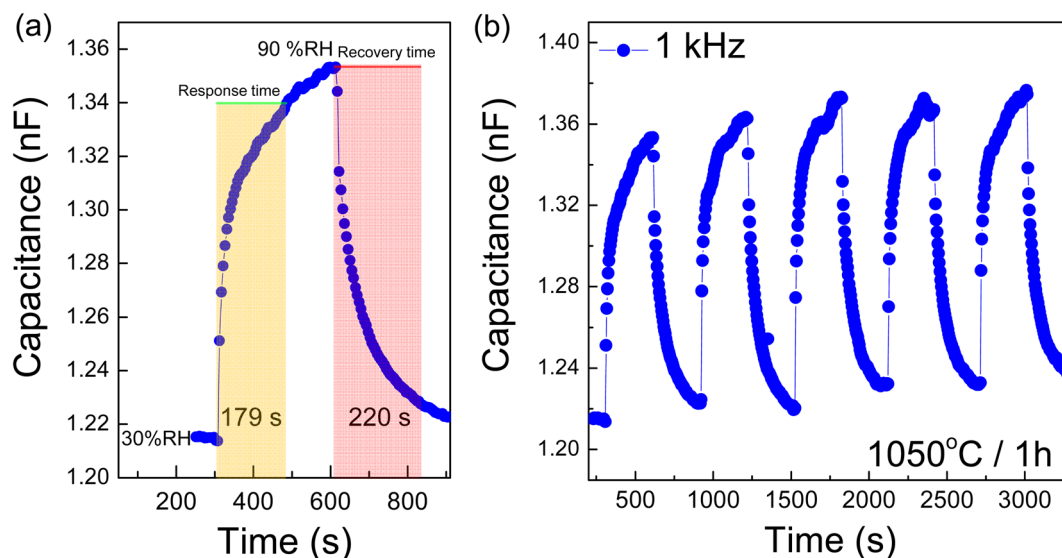 (a)
Capacitance (nF)
1.36
1.34
1.32
1.30
1.28
1.26
1.24
1.22
1.20
90 %RH
Recovery time
Response time
30%RH
179 s
220 s
200
400
600
800
Time (s)
(b)
Capacitance (nF)
1.40
1.36
1.32
1.28
1.24
1.20
1 kHz
1050°C / 1h
500
1000
1500
2000
2500
3000
Time (s)